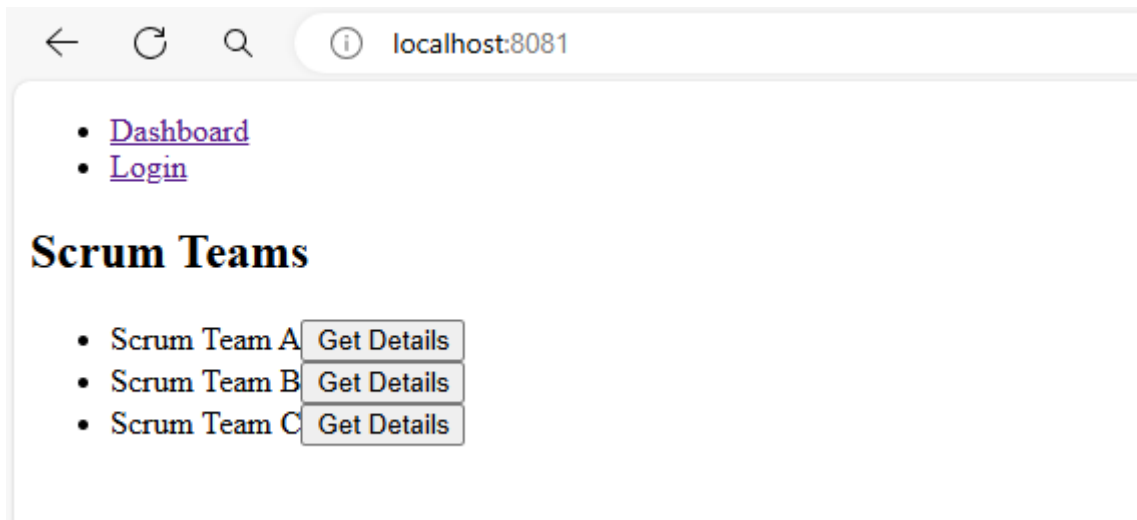 localhost:8081
Dashboard
Login
Scrum Teams
Scrum Team A Get Details
Scrum Team B Get Details
Scrum Team C Get Details